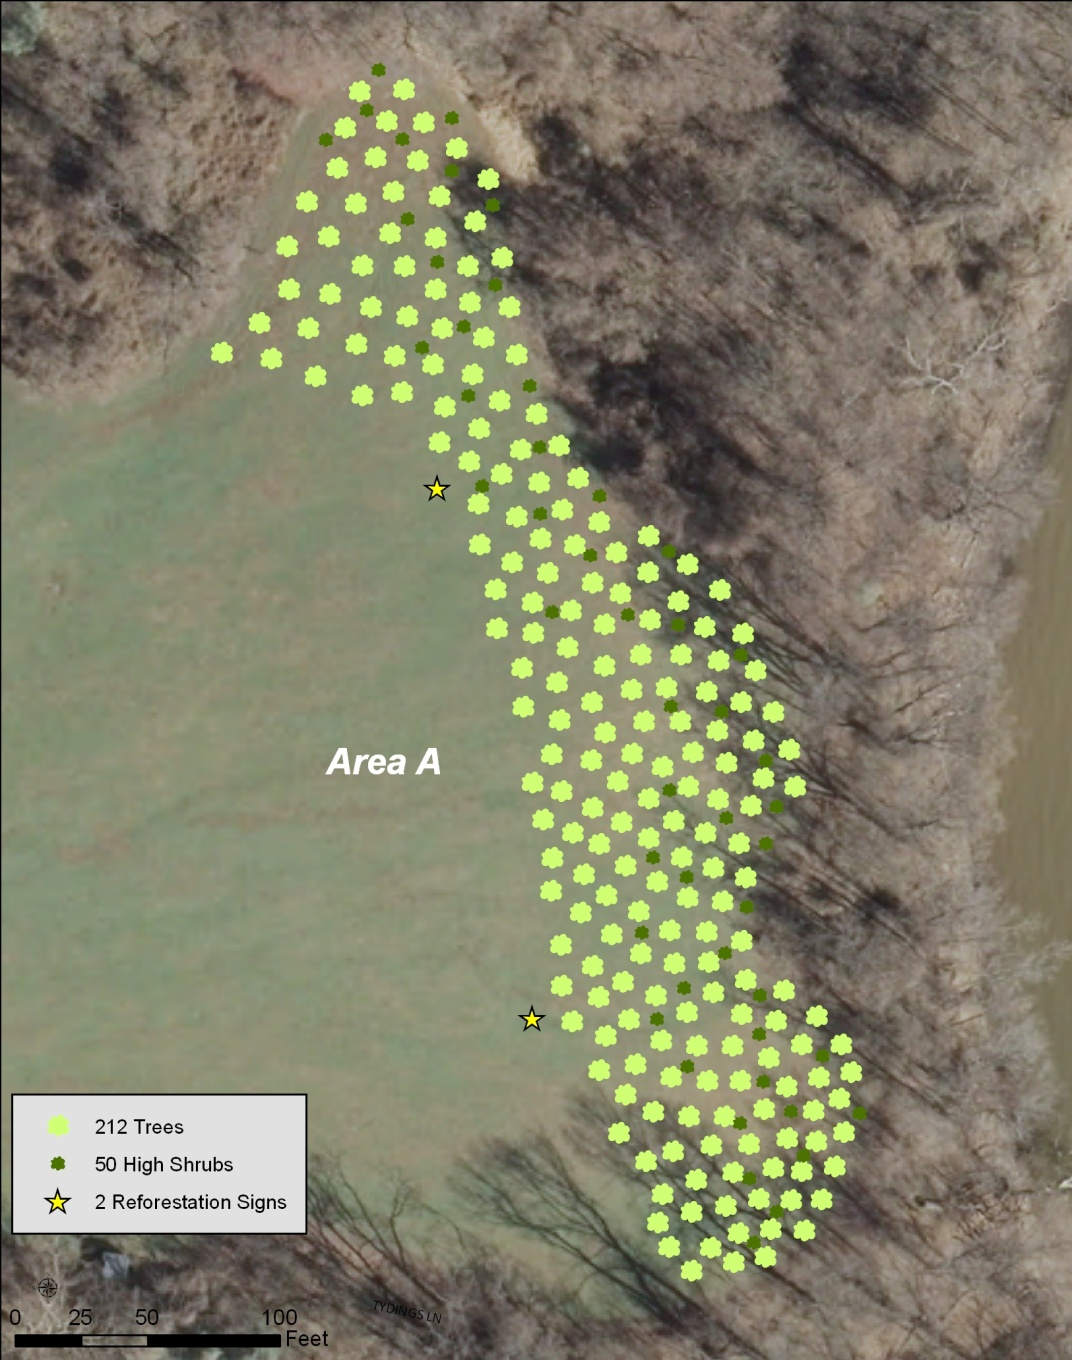 Area A
212 Trees
50 High Shrubs
2 Reforestation Signs
TYDINGS LN
0 25 50 100
Feet